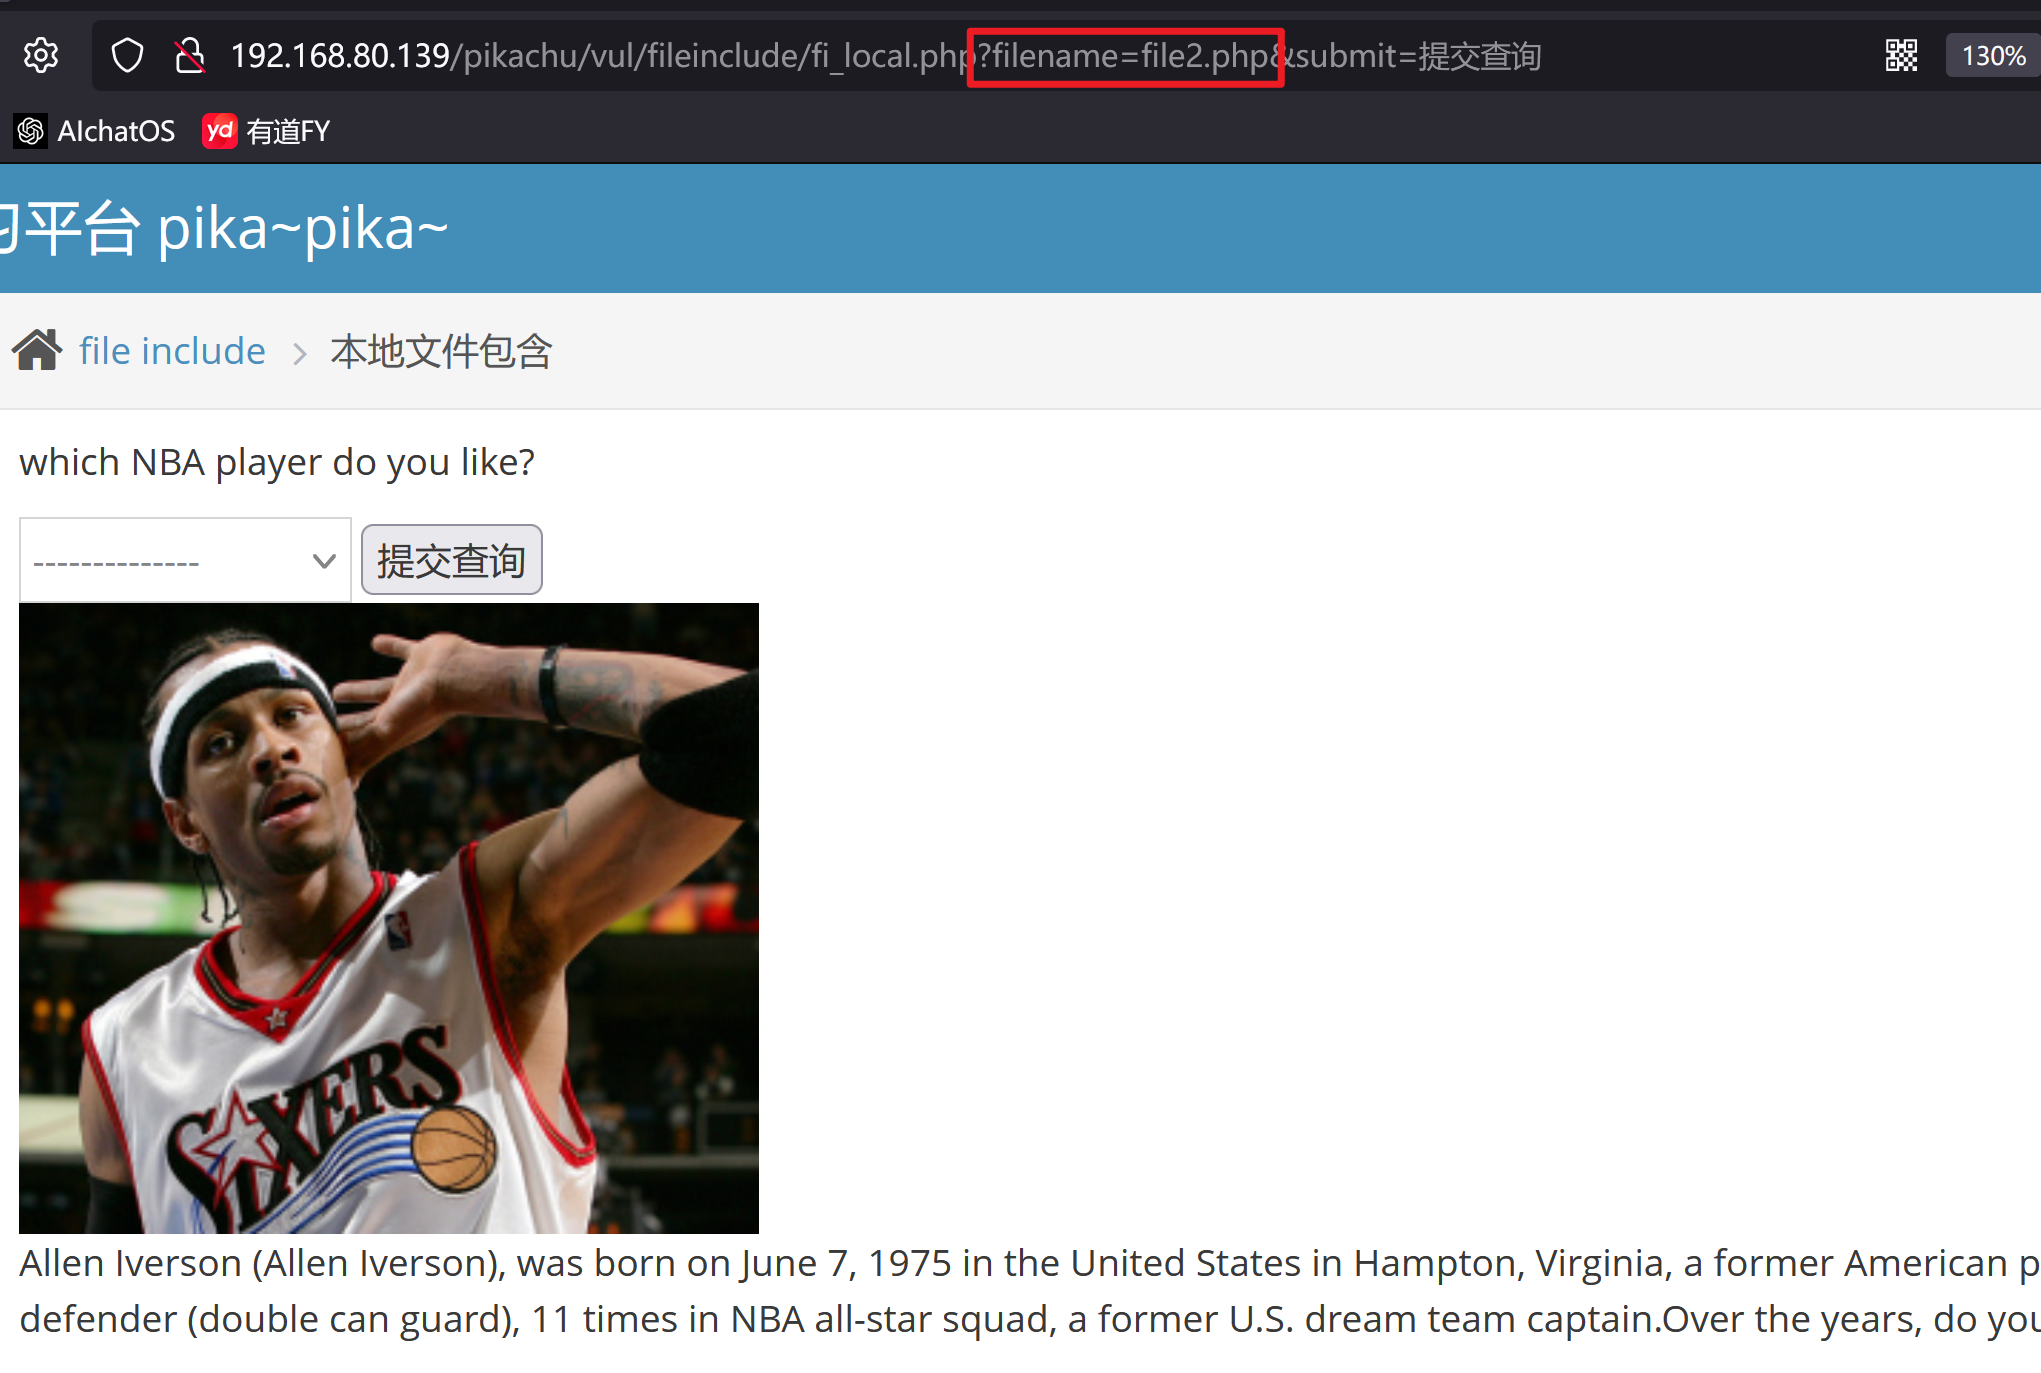 192.168.80.139/pikachu/vul/fileinclude/fi_local.php?filename=file2.php&submit=提交查询
130%
AIchatOS
yd 有道FY
平台 pika~pika~
file include
本地文件包含
which NBA player do you like?
--------------
提交查询
SIXERS
Allen Iverson (Allen Iverson), was born on June 7, 1975 in the United States in Hampton, Virginia, a former American p
defender (double can guard), 11 times in NBA all-star squad, a former U.S. dream team captain.Over the years, do you